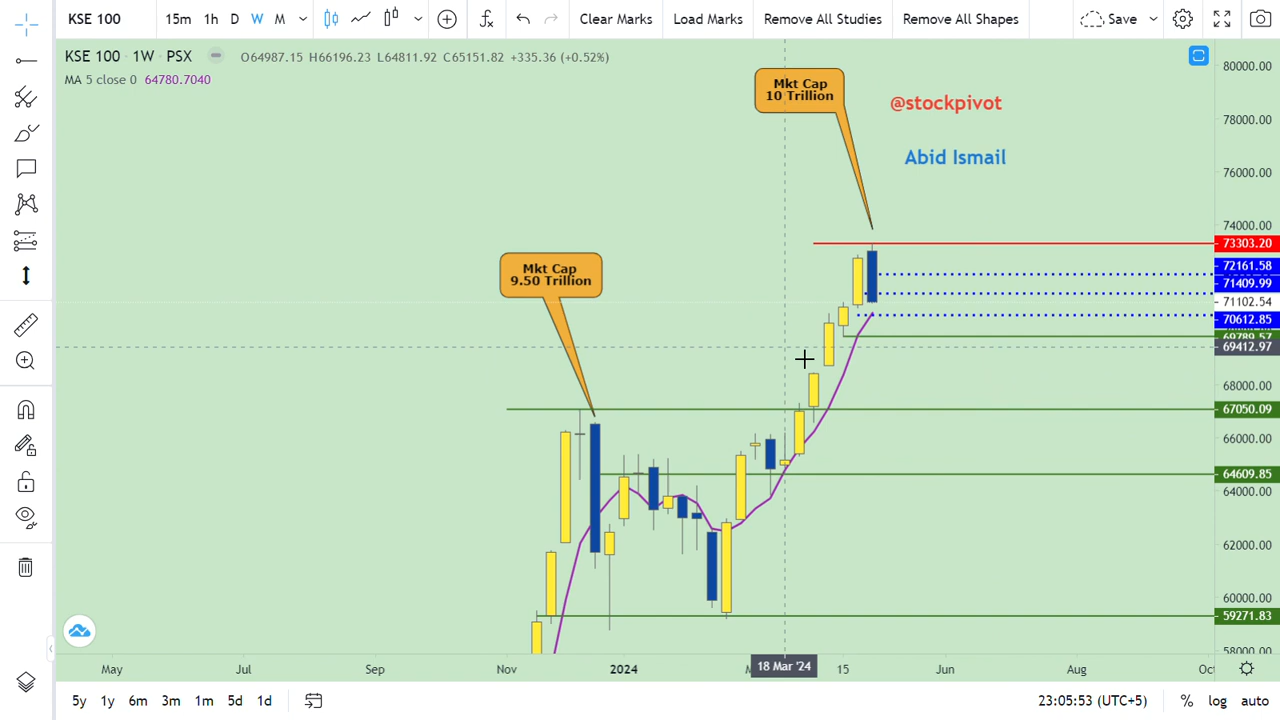 KSE 100 15m 1h D W M Clear Marks Load Marks Remove All Studies Remove All Shapes Save
KSE 100 · 1W · PSX O64987.15 H66196.23 L64811.92 C65151.82 +335.36 (+0.52%)
MA 5 close 0 64780.7040
Mkt Cap
10 Trillion
@stockpivot
Abid Ismail
Mkt Cap
9.50 Trillion
80000.00
78000.00
76000.00
74000.00
73303.20
72161.58
71409.99
71102.54
70612.85
69789.57
69412.97
68000.00
67050.09
66000.00
64609.85
64000.00
62000.00
60000.00
59271.83
58000.00
May Jul Sep Nov 2024 18 Mar '24 15 Jun Aug
5y 1y 6m 3m 1m 5d 1d 23:05:53 (UTC+5) % log auto